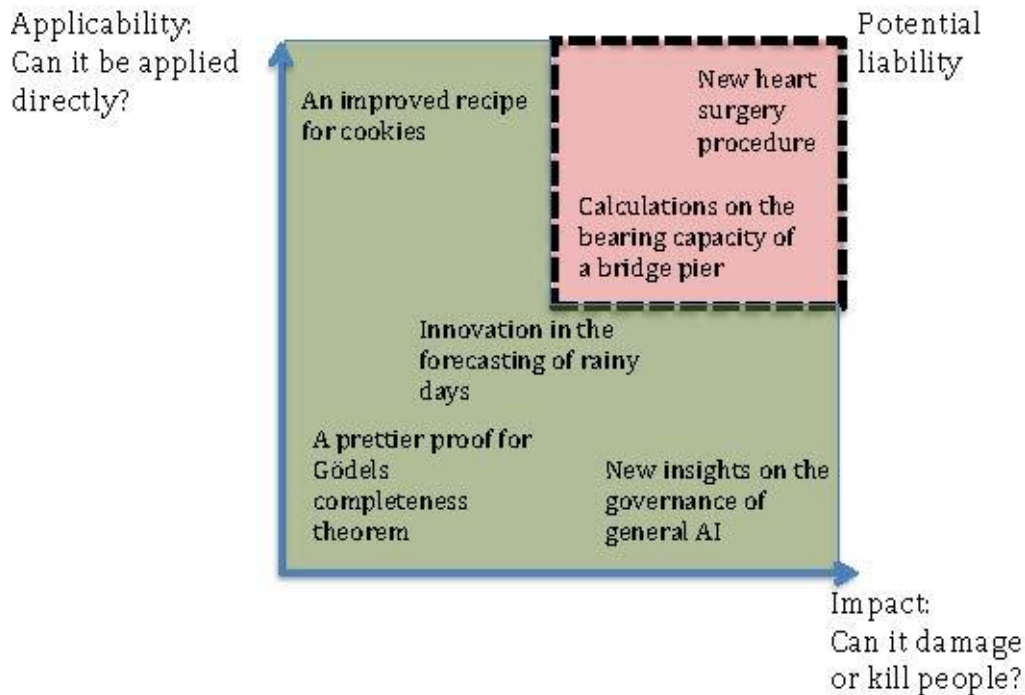 Applicability:
Can it be applied
directly?
Potential
liability
An improved recipe
for cookies
New heart
surgery
procedure
Calculations on the
bearing capacity of
a bridge pier
Innovation in the
forecasting of rainy
days
A prettier proof for
Gödels
completeness
theorem
New insights on the
governance of
general AI
Impact:
Can it damage
or kill people?